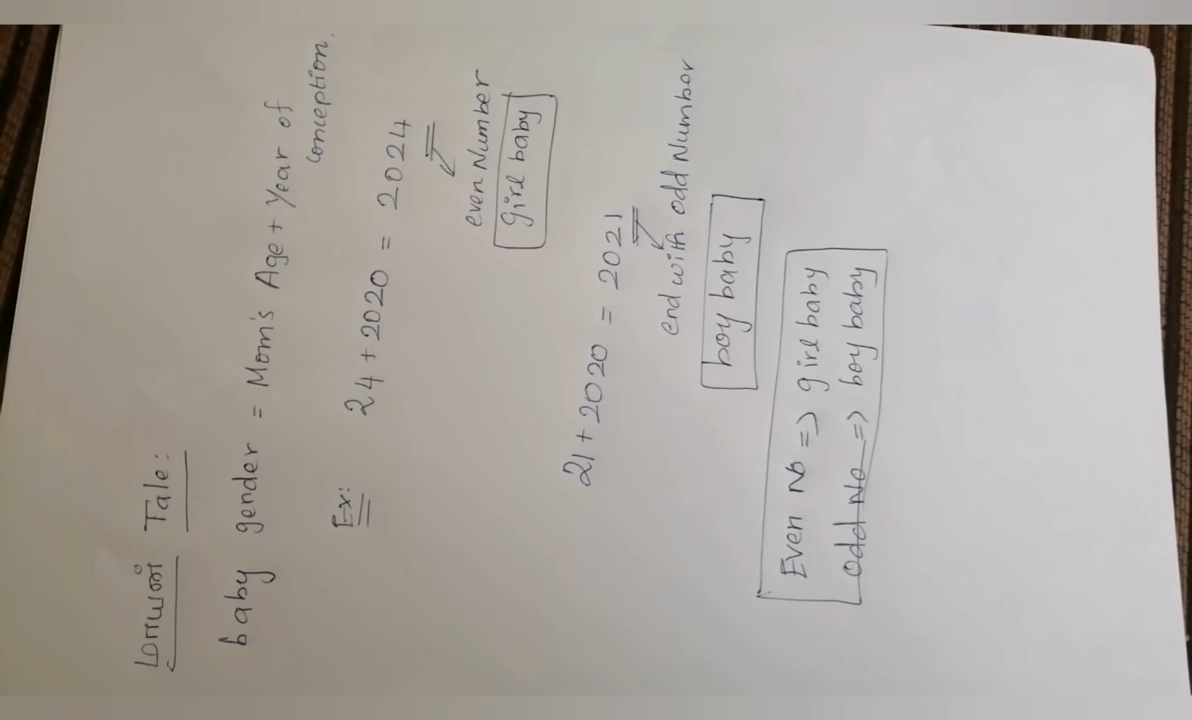 மாயன் Tale:
baby gender = Mom's Age + Year of
conception.
Ex: 24 + 2020 = 2024
even Number
girl baby
21 + 2020 = 2021
end with odd Number
boy baby
Even No => girl baby
odd No => boy baby